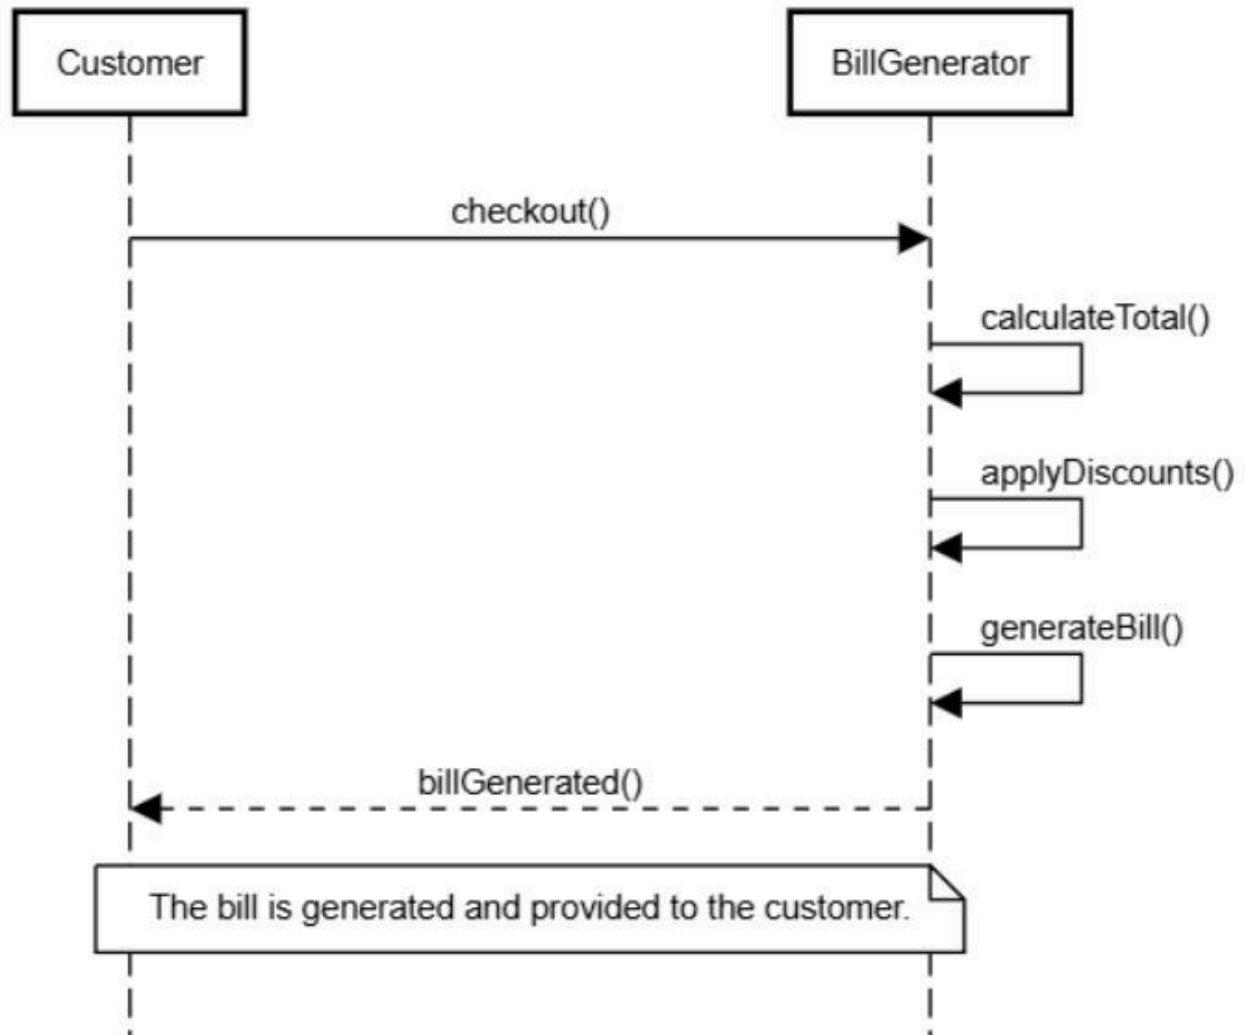 Customer
BillGenerator
checkout()
calculateTotal()
applyDiscounts()
generateBill()
billGenerated()
The bill is generated and provided to the customer.